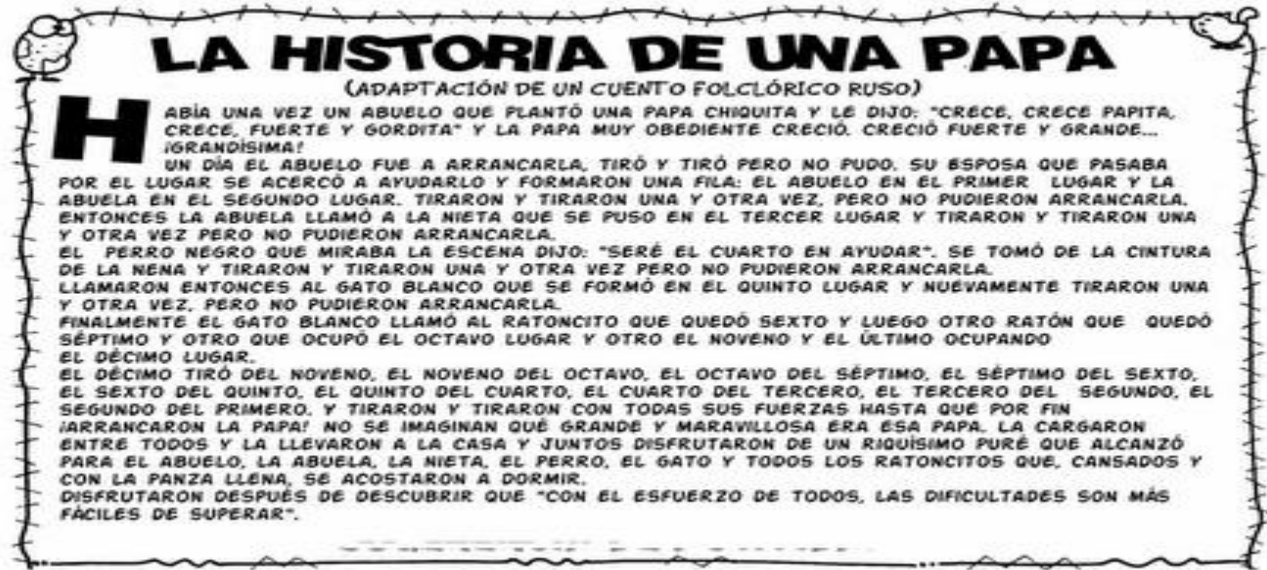 LA HISTORIA DE UNA PAPA
(ADAPTACIÓN DE UN CUENTO FOLCLÓRICO RUSO)
HABÍA UNA VEZ UN ABUELO QUE PLANTÓ UNA PAPA CHIQUITA Y LE DIJO: "CRECE, CRECE PAPITA,
CRECE, FUERTE Y GORDITA" Y LA PAPA MUY OBEDIENTE CRECIÓ. CRECIÓ FUERTE Y GRANDE...
¡GRANDÍSIMA!
UN DÍA EL ABUELO FUE A ARRANCARLA, TIRÓ Y TIRÓ PERO NO PUDO. SU ESPOSA QUE PASABA
POR EL LUGAR SE ACERCÓ A AYUDARLO Y FORMARON UNA FILA: EL ABUELO EN EL PRIMER LUGAR Y LA
ABUELA EN EL SEGUNDO LUGAR. TIRARON Y TIRARON UNA Y OTRA VEZ, PERO NO PUDIERON ARRANCARLA.
ENTONCES LA ABUELA LLAMÓ A LA NIETA QUE SE PUSO EN EL TERCER LUGAR Y TIRARON Y TIRARON UNA
Y OTRA VEZ PERO NO PUDIERON ARRANCARLA.
EL PERRO NEGRO QUE MIRABA LA ESCENA DIJO: "SERÉ EL CUARTO EN AYUDAR". SE TOMÓ DE LA CINTURA
DE LA NENA Y TIRARON Y TIRARON UNA Y OTRA VEZ PERO NO PUDIERON ARRANCARLA.
LLAMARON ENTONCES AL GATO BLANCO QUE SE FORMÓ EN EL QUINTO LUGAR Y NUEVAMENTE TIRARON UNA
Y OTRA VEZ, PERO NO PUDIERON ARRANCARLA.
FINALMENTE EL GATO BLANCO LLAMÓ AL RATONCITO QUE QUEDÓ SEXTO Y LUEGO OTRO RATÓN QUE QUEDÓ
SÉPTIMO Y OTRO QUE OCUPÓ EL OCTAVO LUGAR Y OTRO EL NOVENO Y EL ÚLTIMO OCUPANDO
EL DÉCIMO LUGAR.
EL DÉCIMO TIRÓ DEL NOVENO, EL NOVENO DEL OCTAVO, EL OCTAVO DEL SÉPTIMO, EL SÉPTIMO DEL SEXTO,
EL SEXTO DEL QUINTO, EL QUINTO DEL CUARTO, EL CUARTO DEL TERCERO, EL TERCERO DEL SEGUNDO, EL
SEGUNDO DEL PRIMERO. Y TIRARON Y TIRARON CON TODAS SUS FUERZAS HASTA QUE POR FIN
¡ARRANCARON LA PAPA! NO SE IMAGINAN QUÉ GRANDE Y MARAVILLOSA ERA ESA PAPA. LA CARGARON
ENTRE TODOS Y LA LLEVARON A LA CASA Y JUNTOS DISFRUTARON DE UN RIQUÍSIMO PURÉ QUE ALCANZÓ
PARA EL ABUELO, LA ABUELA, LA NIETA, EL PERRO, EL GATO Y TODOS LOS RATONCITOS QUE, CANSADOS Y
CON LA PANZA LLENA, SE ACOSTARON A DORMIR.
DISFRUTARON DESPUÉS DE DESCUBRIR QUE "CON EL ESFUERZO DE TODOS, LAS DIFICULTADES SON MÁS
FÁCILES DE SUPERAR".